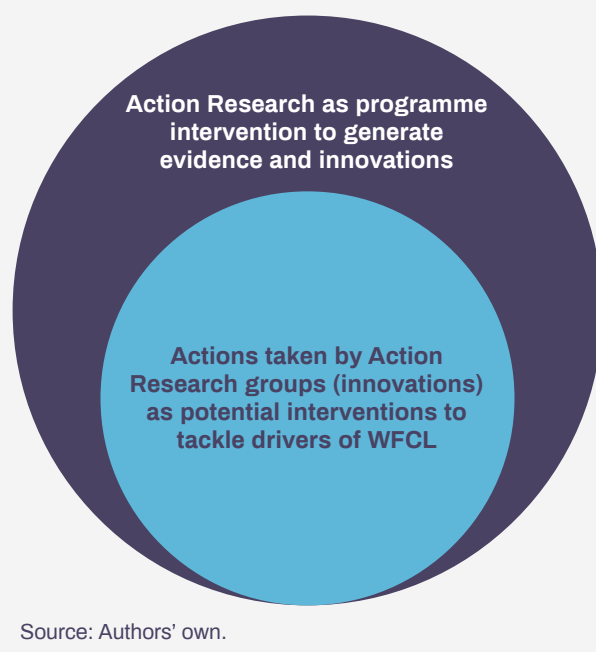 Action Research as programme
intervention to generate
evidence and innovations
Actions taken by Action
Research groups (innovations)
as potential interventions to
tackle drivers of WFCL
Source: Authors’ own.